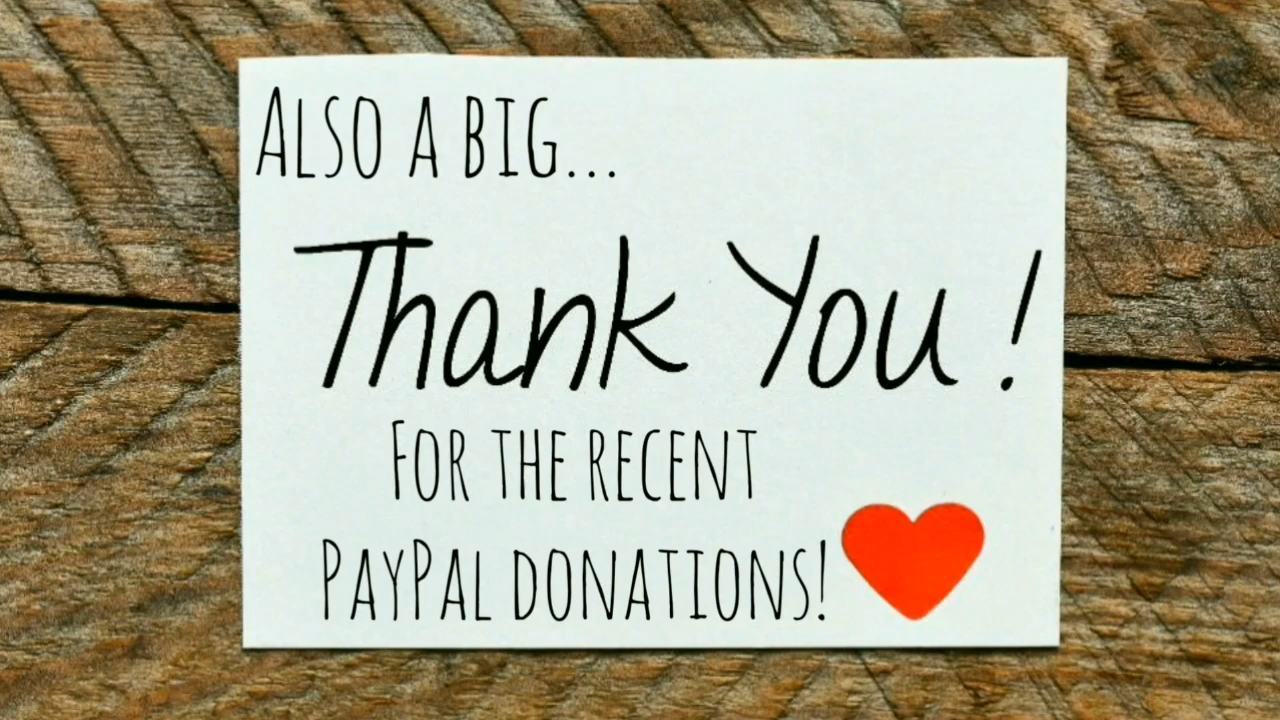 Also a big...
Thank You!
For the recent
PayPal donations!